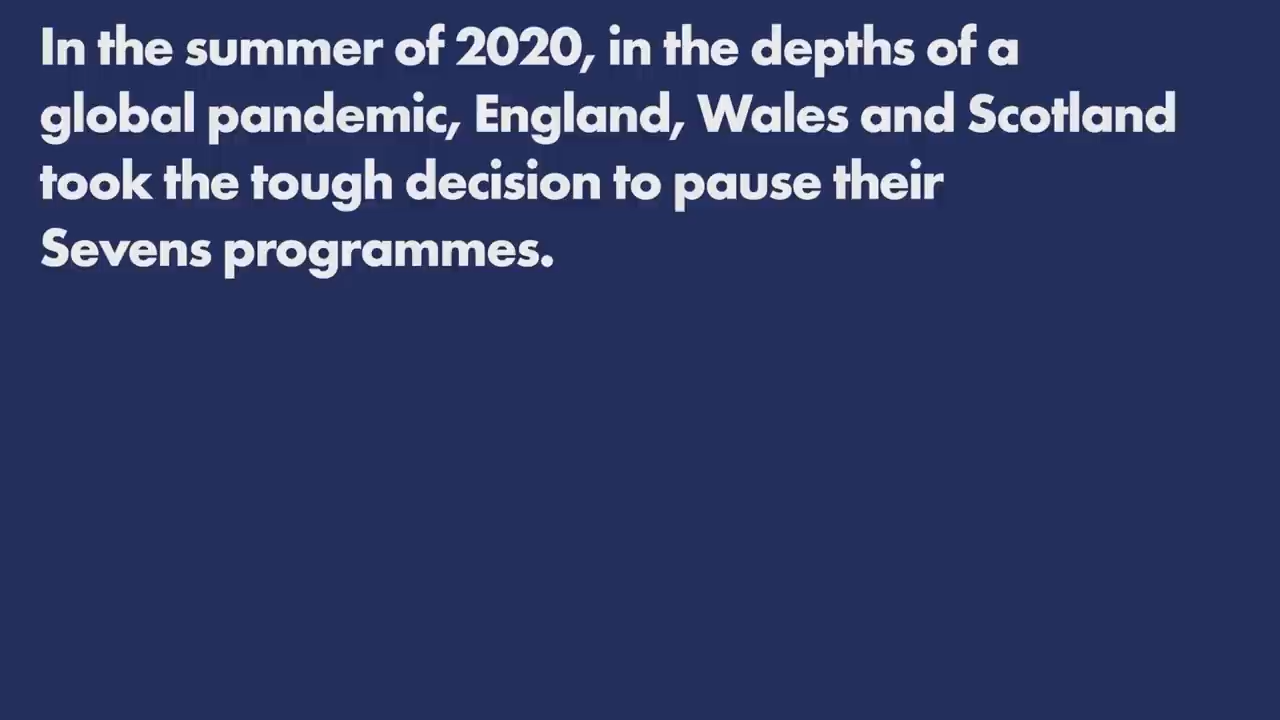 In the summer of 2020, in the depths of a
global pandemic, England, Wales and Scotland
took the tough decision to pause their
Sevens programmes.